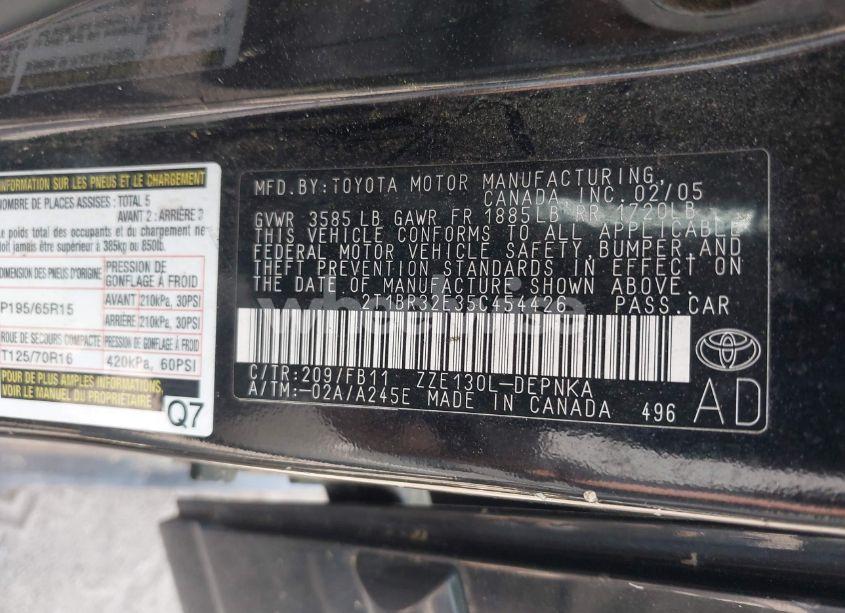 INFORMATION SUR LES PNEUS ET LE CHARGEMENT
NOMBRE DE PLACES ASSISES : TOTAL 5
AVANT 2 : ARRIÈRE 3
Le poids total des occupants et du chargement ne
doit jamais être supérieur à 385kg ou 850lb.
DIMENSION DES PNEUS D'ORIGINE
PRESSION DE
GONFLAGE À FROID
P195/65R15
AVANT 210kPa, 30PSI
ARRIÈRE 210kPa, 30PSI
ROUE DE SECOURS COMPACTE
PRESSION DE GONFLAGE À FROID
T125/70R16
420kPa, 60PSI
POUR PLUS AMPLES INFORMATIONS,
VOIR LE MANUEL DU PROPRIÉTAIRE
Q7
MFD.BY:TOYOTA MOTOR MANUFACTURING,
CANADA INC. 02/05
GVWR 3585 LB GAWR FR 1885LB RR 1720LB
THIS VEHICLE CONFORMS TO ALL APPLICABLE
FEDERAL MOTOR VEHICLE SAFETY, BUMPER, AND
THEFT PREVENTION STANDARDS IN EFFECT ON
THE DATE OF MANUFACTURE SHOWN ABOVE.
2T1BR32E35C454426 PASS.CAR
C/TR:209/FB11 ZZE130L-DEPNKA
A/TM:-02A/A245E MADE IN CANADA 496
AD